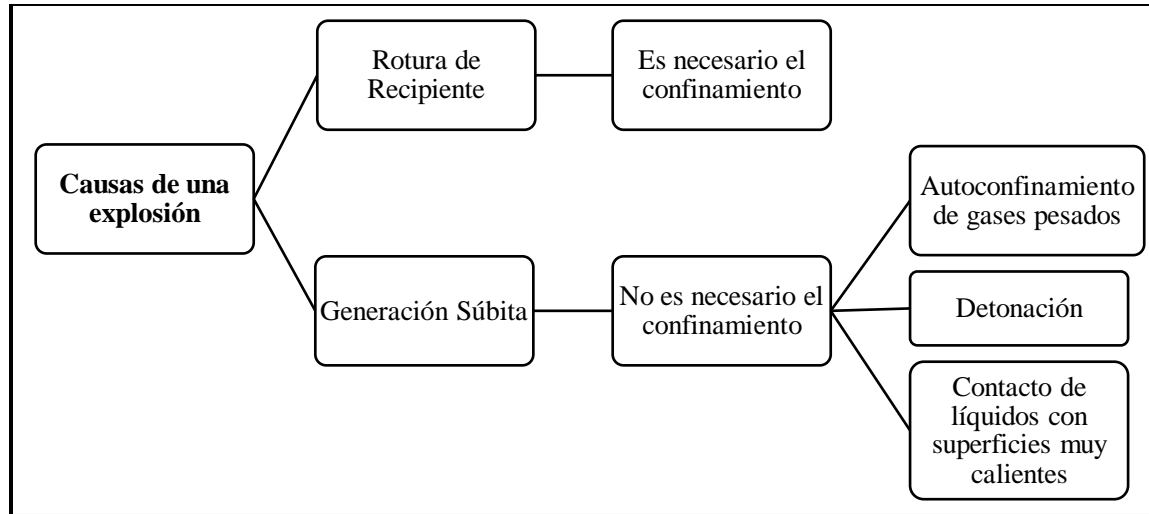 Causas de una
explosión
Rotura de
Recipiente
Es necesario el
confinamiento
Generación Súbita
No es necesario el
confinamiento
Autoconfinamiento
de gases pesados
Detonación
Contacto de
líquidos con
superficies muy
calientes